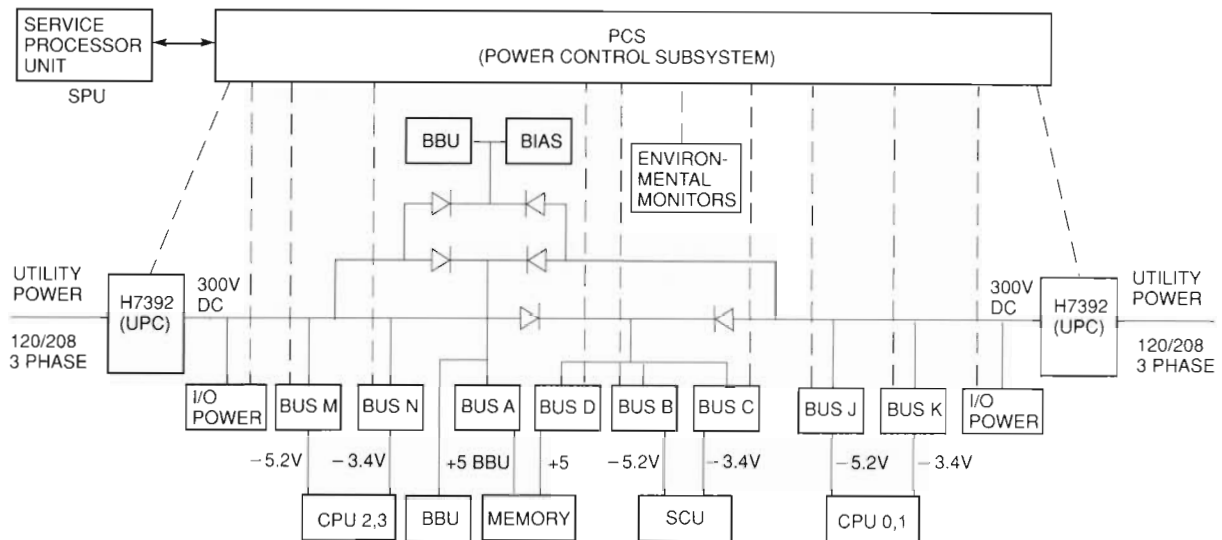 SERVICE
PROCESSOR
UNIT
SPU
PCS
(POWER CONTROL SUBSYSTEM)
BBU
BIAS
ENVIRON-
MENTAL
MONITORS
UTILITY
POWER
120/208
3 PHASE
H7392
(UPC)
300V
DC
300V
DC
H7392
(UPC)
UTILITY
POWER
120/208
3 PHASE
I/O
POWER
BUS M
BUS N
BUS A
BUS D
BUS B
BUS C
BUS J
BUS K
I/O
POWER
−5.2V
−3.4V
+5 BBU
+5
−5.2V
−3.4V
−5.2V
−3.4V
CPU 2,3
BBU
MEMORY
SCU
CPU 0,1